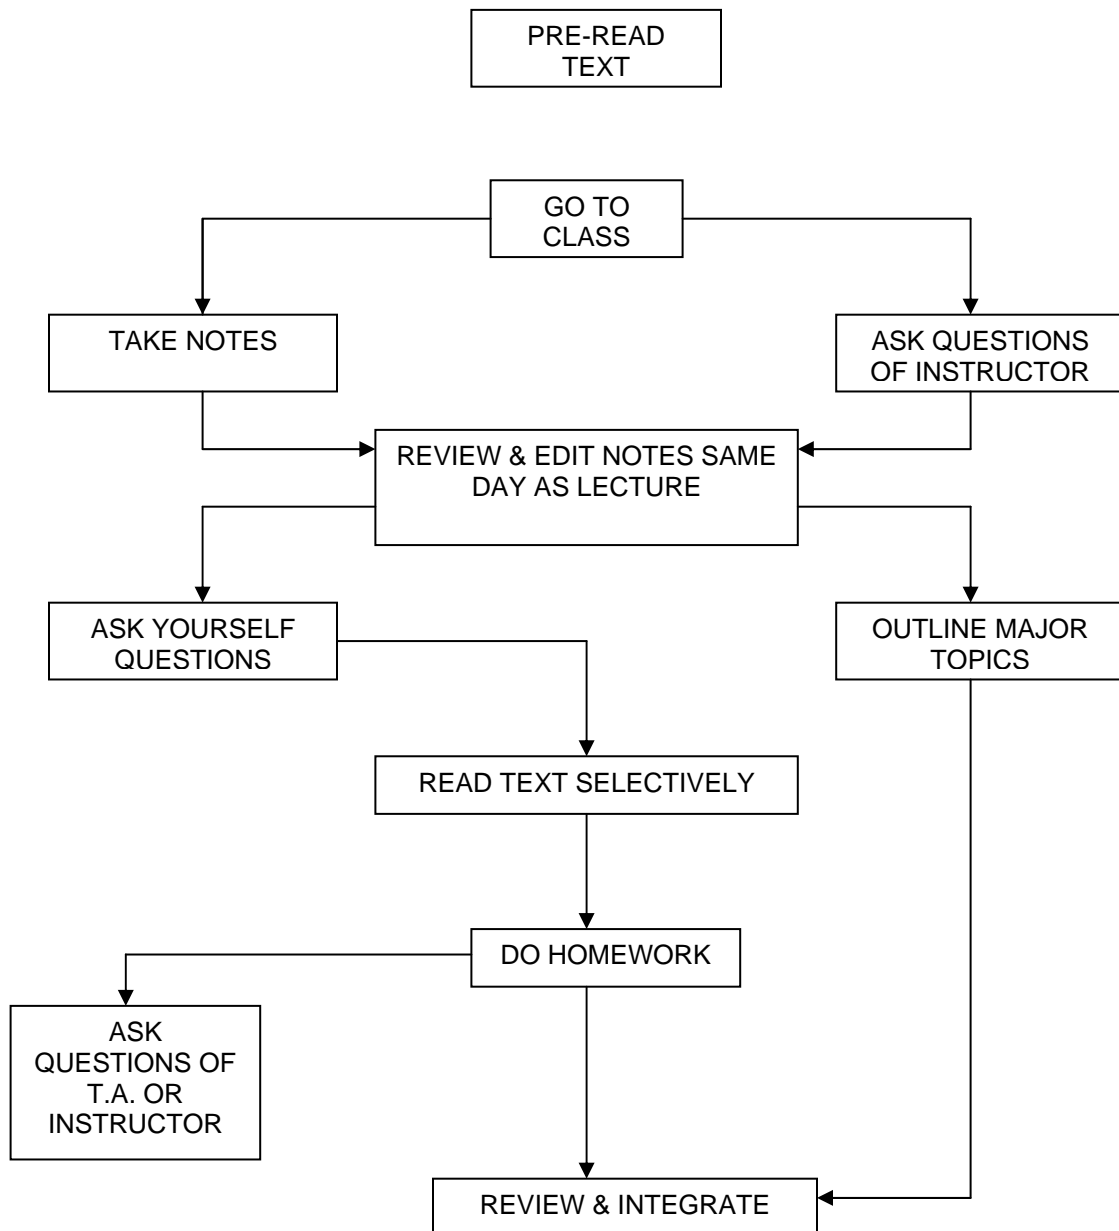 PRE-READ
TEXT
GO TO
CLASS
TAKE NOTES
ASK QUESTIONS
OF INSTRUCTOR
REVIEW & EDIT NOTES SAME
DAY AS LECTURE
ASK YOURSELF
QUESTIONS
OUTLINE MAJOR
TOPICS
READ TEXT SELECTIVELY
DO HOMEWORK
ASK
QUESTIONS OF
T.A. OR
INSTRUCTOR
REVIEW & INTEGRATE